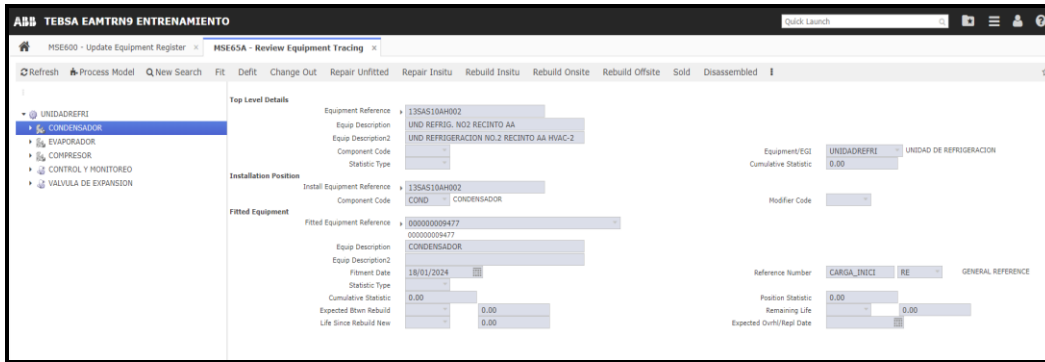 ABB TEBSA EAMTRN9 ENTRENAMIENTO
Quick Launch
MSE600 - Update Equipment Register ×
MSE65A - Review Equipment Tracing ×
Refresh Process Model New Search Fit Defit Change Out Repair Unfitted Repair Insitu Rebuild Insitu Rebuild Onsite Rebuild Offsite Sold Disassembled
UNIDADREFRI
CONDENSADOR
EVAPORADOR
COMPRESOR
CONTROL Y MONITOREO
VALVULA DE EXPANSION
Top Level Details
Equipment Reference 13SAS10AH002
Equip Description UND REFRIG. NO2 RECINTO AA
Equip Description2 UND REFRIGERACION NO.2 RECINTO AA HVAC-2
Component Code Equipment/EGI UNIDADREFRI UNIDAD DE REFRIGERACION
Statistic Type Cumulative Statistic 0.00
Installation Position
Install Equipment Reference 13SAS10AH002
Component Code COND CONDENSADOR Modifier Code
Fitted Equipment
Fitted Equipment Reference 000000009477
000000009477
Equip Description CONDENSADOR
Equip Description2
Fitment Date 18/01/2024 Reference Number CARGA_INICI RE GENERAL REFERENCE
Statistic Type
Cumulative Statistic 0.00 Position Statistic 0.00
Expected Btwn Rebuild 0.00 Remaining Life 0.00
Life Since Rebuild New 0.00 Expected Ovrhl/Repl Date